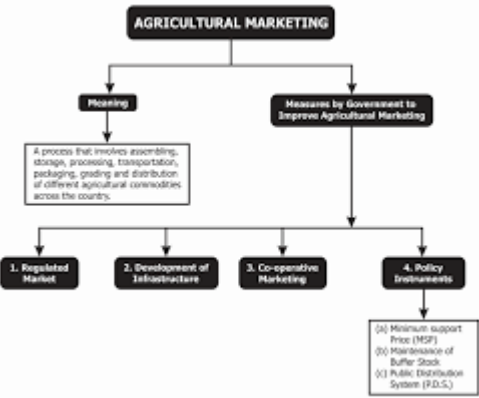 AGRICULTURAL MARKETING
Meaning
Measures by Government to
Improve Agricultural Marketing
A process that involves assembling,
storage, processing, transportation,
packaging, grading and distribution
of different agricultural commodities
across the country.
1. Regulated
Market
2. Development of
Infrastructure
3. Co-operative
Marketing
4. Policy
Instruments
(a) Minimum support
Price (MSP)
(b) Maintenance of
Buffer Stock
(c) Public Distribution
System (P.D.S.)